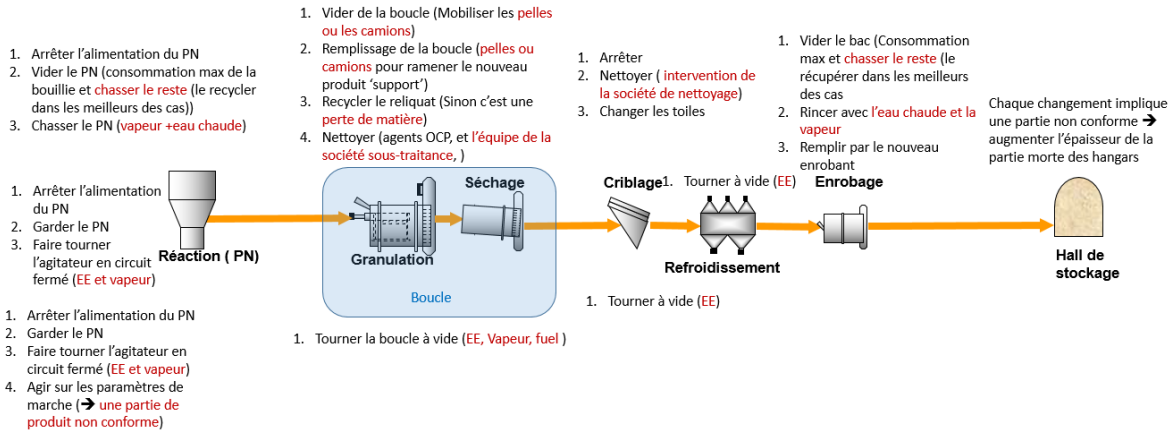 1. Arrêter l'alimentation du PN
2. Vider le PN (consommation max de la
bouillie et chasser le reste (le recycler
dans les meilleurs des cas))
3. Chasser le PN (vapeur +eau chaude)
1. Vider de la boucle (Mobiliser les pelles
ou les camions)
2. Remplissage de la boucle (pelles ou
camions pour ramener le nouveau
produit 'support')
3. Recycler le reliquat (Sinon c'est une
perte de matière)
4. Nettoyer (agents OCP, et l'équipe de la
société sous-traitance, )
1. Arrêter
2. Nettoyer ( intervention de
la société de nettoyage)
3. Changer les toiles
1. Vider le bac (Consommation
max et chasser le reste (le
récupérer dans les meilleurs
des cas
2. Rincer avec l'eau chaude et la
vapeur
3. Remplir par le nouveau
enrobant
Chaque changement implique
une partie non conforme ➔
augmenter l'épaisseur de la
partie morte des hangars
1. Arrêter l'alimentation
du PN
2. Garder le PN
3. Faire tourner
l'agitateur en circuit
fermé (EE et vapeur)
Réaction ( PN)
Séchage
Granulation
Boucle
Criblage
1. Tourner à vide (EE)
Enrobage
Refroidissement
Hall de
stockage
1. Tourner à vide (EE)
1. Arrêter l'alimentation du PN
2. Garder le PN
3. Faire tourner l'agitateur en
circuit fermé (EE et vapeur)
4. Agir sur les paramètres de
marche (➔ une partie de
produit non conforme)
1. Tourner la boucle à vide (EE, Vapeur, fuel )